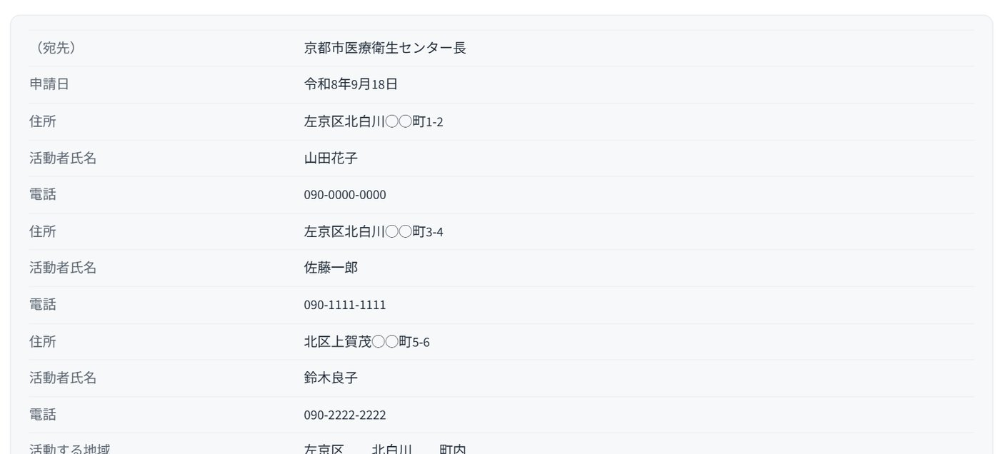 （宛先） 京都市医療衛生センター長
申請日 令和8年9月18日
住所 左京区北白川◯◯町1-2
活動者氏名 山田花子
電話 090-0000-0000
住所 左京区北白川◯◯町3-4
活動者氏名 佐藤一郎
電話 090-1111-1111
住所 北区上賀茂◯◯町5-6
活動者氏名 鈴木良子
電話 090-2222-2222
活動する地域 左京区　　北白川　　町内